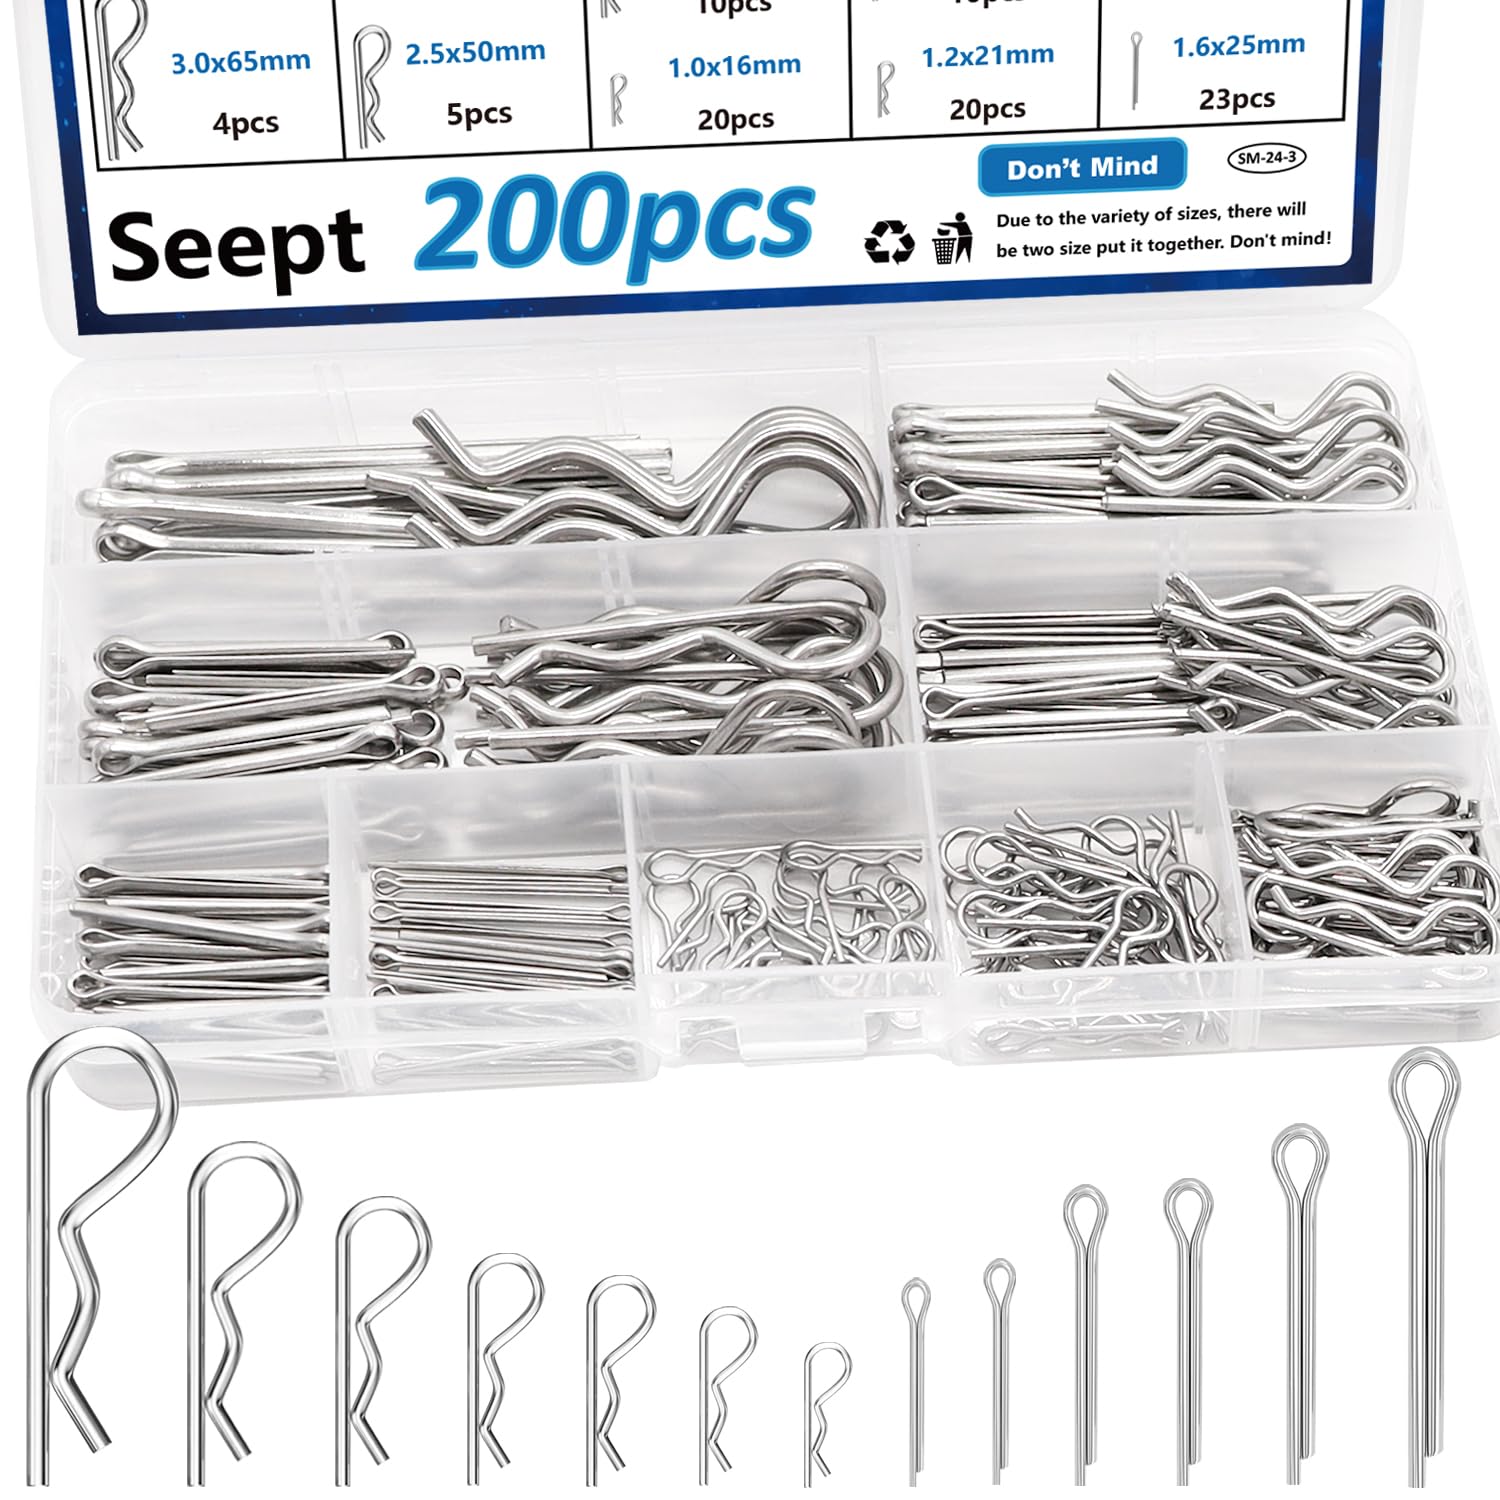 10pcs
3.0x65mm
4pcs
2.5x50mm
5pcs
1.0x16mm
20pcs
1.2x21mm
20pcs
1.6x25mm
23pcs
Seept
200pcs
Don't Mind
SM-24-3
Due to the variety of sizes, there will
be two size put it together. Don't mind!